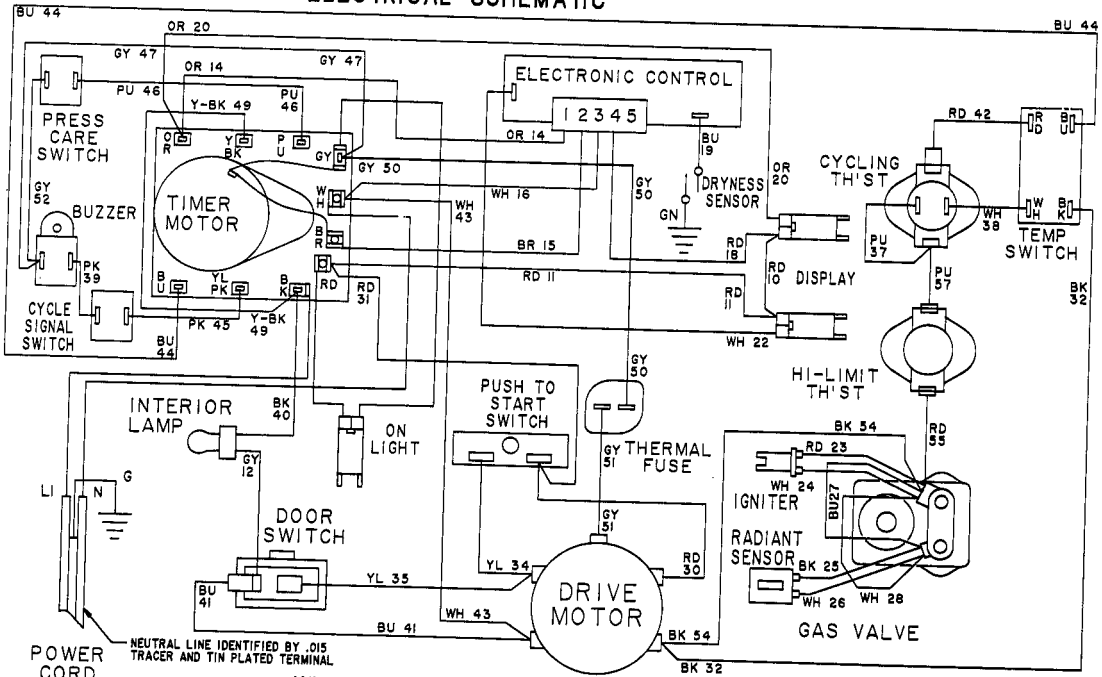 ELECTRICAL SCHEMATIC
BU 44
BU 44
OR 20
GY 47
GY 47
OR 14
PU 46
PU
46
Y-BK 49
PRESS
CARE
SWITCH
O
R
Y
BK
P
U
GY
GY 50
OR 14
ELECTRONIC CONTROL
1 2 3 4 5
BU
19
DRYNESS
SENSOR
GN
OR
20
RD 42
R
D
B
U
CYCLING
TH'ST
W
H
B
K
WH
38
TEMP
SWITCH
GY
52
BUZZER
TIMER
MOTOR
W
H
WH
43
WH 16
GY
50
B
R
BR 15
RD
18
RD
10
DISPLAY
PU
37
PU
57
BK
32
PK
39
B
U
YL
PK
B
K
RD
RD
31
RD 11
RD
11
CYCLE
SIGNAL
SWITCH
PK 45
Y-BK
49
BU
44
WH 22
HI-LIMIT
TH'ST
GY
50
INTERIOR
LAMP
BK
40
ON
LIGHT
PUSH TO
START
SWITCH
THERMAL
FUSE
BK 54
RD
55
GY
12
GY
51
RD 23
WH 24
IGNITER
BU27
L1
N
G
DOOR
SWITCH
GY
51
RADIANT
SENSOR
BK 25
WH 26
WH 28
GAS VALVE
YL 34
RD
30
YL 35
BU
41
DRIVE
MOTOR
WH 43
BU 41
BK 54
BK 32
POWER
CORD
NEUTRAL LINE IDENTIFIED BY .015
TRACER AND TIN PLATED TERMINAL